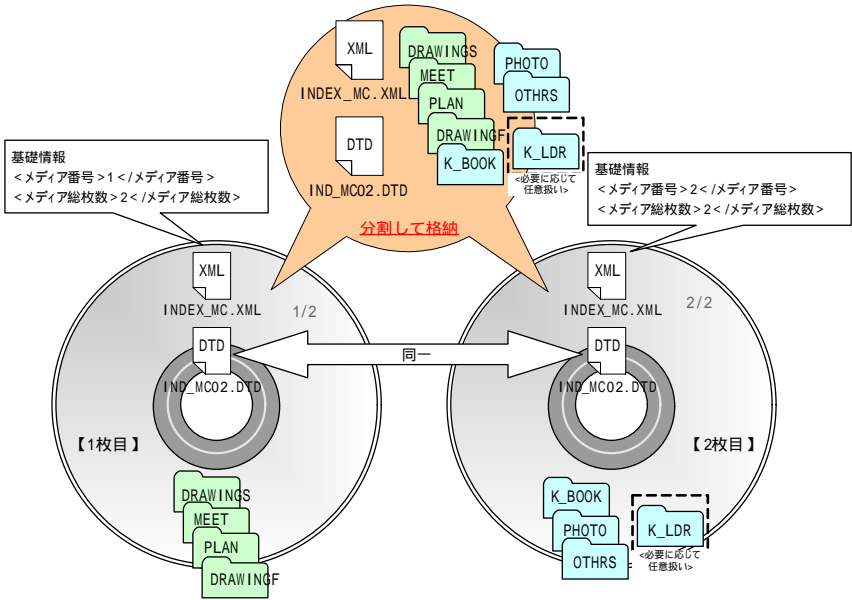 XML
INDEX_MC.XML
DTD
IND_MC02.DTD
DRAWINGS
MEET
PLAN
DRAWINGF
K_BOOK
PHOTO
OTHRS
K_LDR
<必要に応じて
任意扱い>
分割して格納
基礎情報
<メディア番号>1</メディア番号>
<メディア総枚数>2</メディア総枚数>
基礎情報
<メディア番号>2</メディア番号>
<メディア総枚数>2</メディア総枚数>
XML
INDEX_MC.XML
1/2
DTD
IND_MC02.DTD
【1枚目】
DRAWINGS
MEET
PLAN
DRAWINGF
同一
XML
INDEX_MC.XML
2/2
DTD
IND_MC02.DTD
【2枚目】
K_BOOK
PHOTO
OTHRS
K_LDR
<必要に応じて
任意扱い>